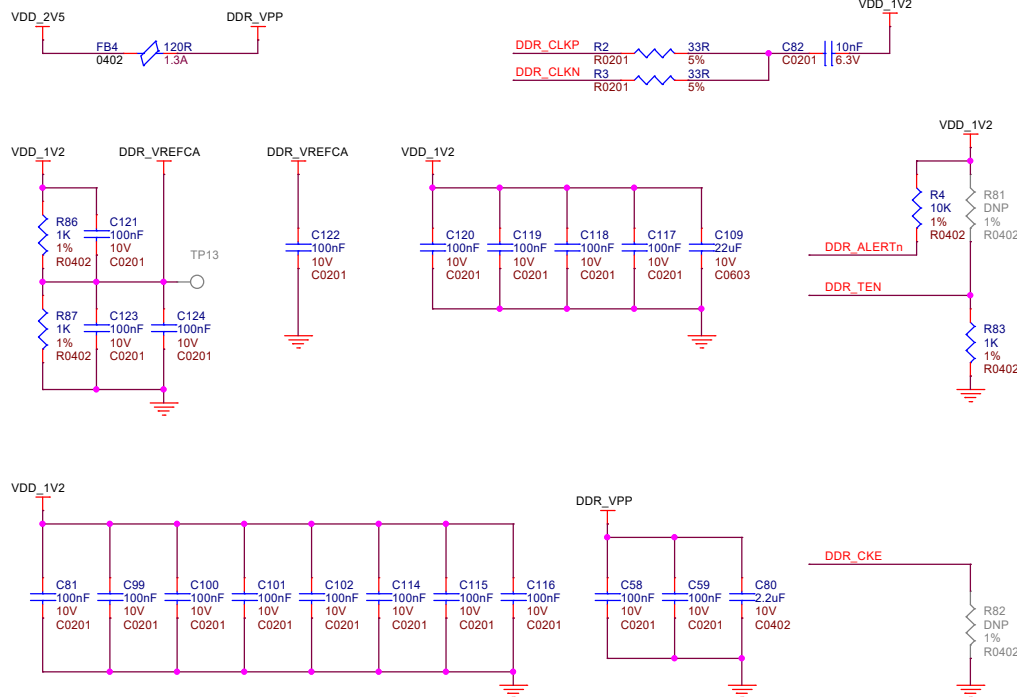 VDD_2V5
DDR_VPP
FB4
0402
120R
1.3A
VDD_1V2
DDR_CLKP
R2
R0201
33R
5%
C82
C0201
10nF
6.3V
DDR_CLKN
R3
R0201
33R
5%
VDD_1V2
DDR_VREFCA
R86
1K
1%
R0402
C121
100nF
10V
C0201
TP13
R87
1K
1%
R0402
C123
100nF
10V
C0201
C124
100nF
10V
C0201
DDR_VREFCA
C122
100nF
10V
C0201
VDD_1V2
C120
100nF
10V
C0201
C119
100nF
10V
C0201
C118
100nF
10V
C0201
C117
100nF
10V
C0201
C109
22uF
10V
C0603
VDD_1V2
R4
10K
1%
R0402
R81
DNP
1%
R0402
DDR_ALERTn
DDR_TEN
R83
1K
1%
R0402
VDD_1V2
C81
100nF
10V
C0201
C99
100nF
10V
C0201
C100
100nF
10V
C0201
C101
100nF
10V
C0201
C102
100nF
10V
C0201
C114
100nF
10V
C0201
C115
100nF
10V
C0201
C116
100nF
10V
C0201
DDR_VPP
C58
100nF
10V
C0201
C59
100nF
10V
C0201
C80
2.2uF
10V
C0402
DDR_CKE
R82
DNP
1%
R0402